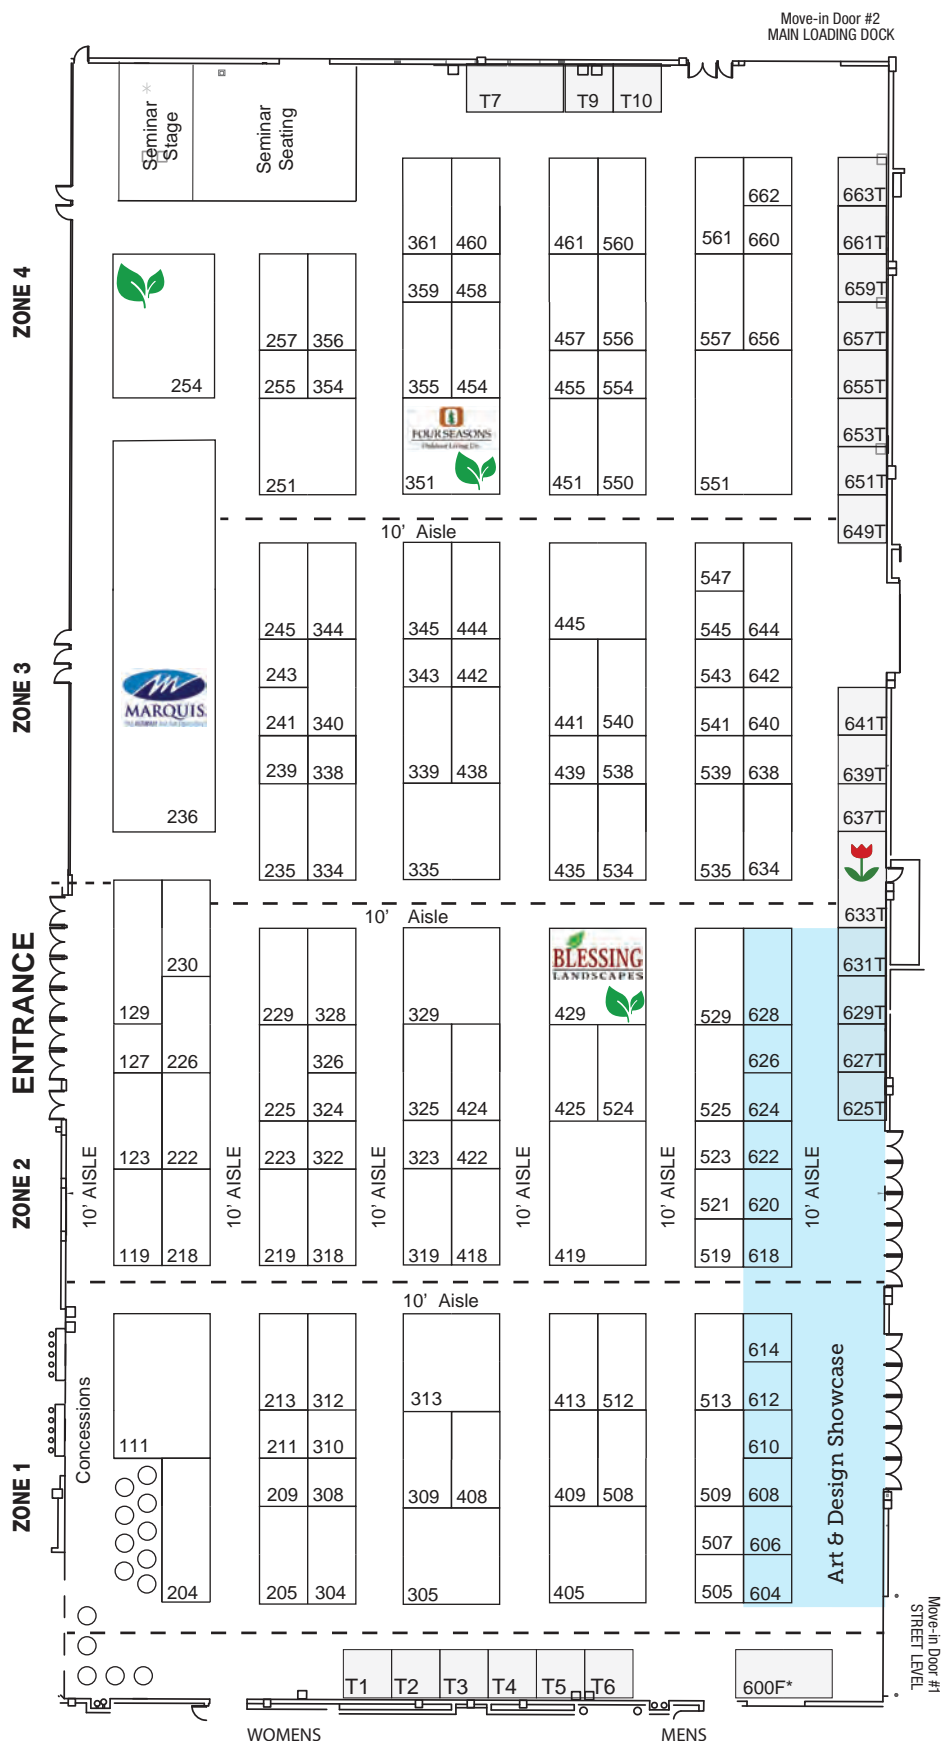 Move-in Door #2
MAIN LOADING DOCK
T7 T9 T10
Seminar
Stage
Seminar
Seating
ZONE 4
662 663T
361 460 461 560 561 660 661T
359 458 659T
257 356 457 556 557 656 657T
254 255 354 355 454 455 554 655T
FOUR SEASONS
653T
251 351 451 550 551 651T
10' Aisle 649T
ZONE 3
547
245 344 345 444 445 545 644
243 343 442 543 642
MARQUIS
241 340 441 540 541 640 641T
239 338 339 438 439 538 539 638 639T
236 637T
235 334 335 435 534 535 634
10' Aisle 633T
ENTRANCE
BLESSING
LANDSCAPES
230 631T
129 229 328 329 429 529 628 629T
127 226 326 626 627T
225 324 325 424 425 524 525 624 625T
ZONE 2
10' AISLE 10' AISLE 10' AISLE 10' AISLE 10' AISLE 10' AISLE
123 222 223 322 323 422 523 622
521 620
119 218 219 318 319 418 419 519 618
10' Aisle
ZONE 1
Concessions
Art & Design Showcase
614
213 312 313 413 512 513 612
111 211 310 610
209 308 309 408 409 508 509 608
507 606
204 205 304 305 405 505 604
Move-in Door #1
STREET LEVEL
T1 T2 T3 T4 T5 T6 600F*
WOMENS MENS